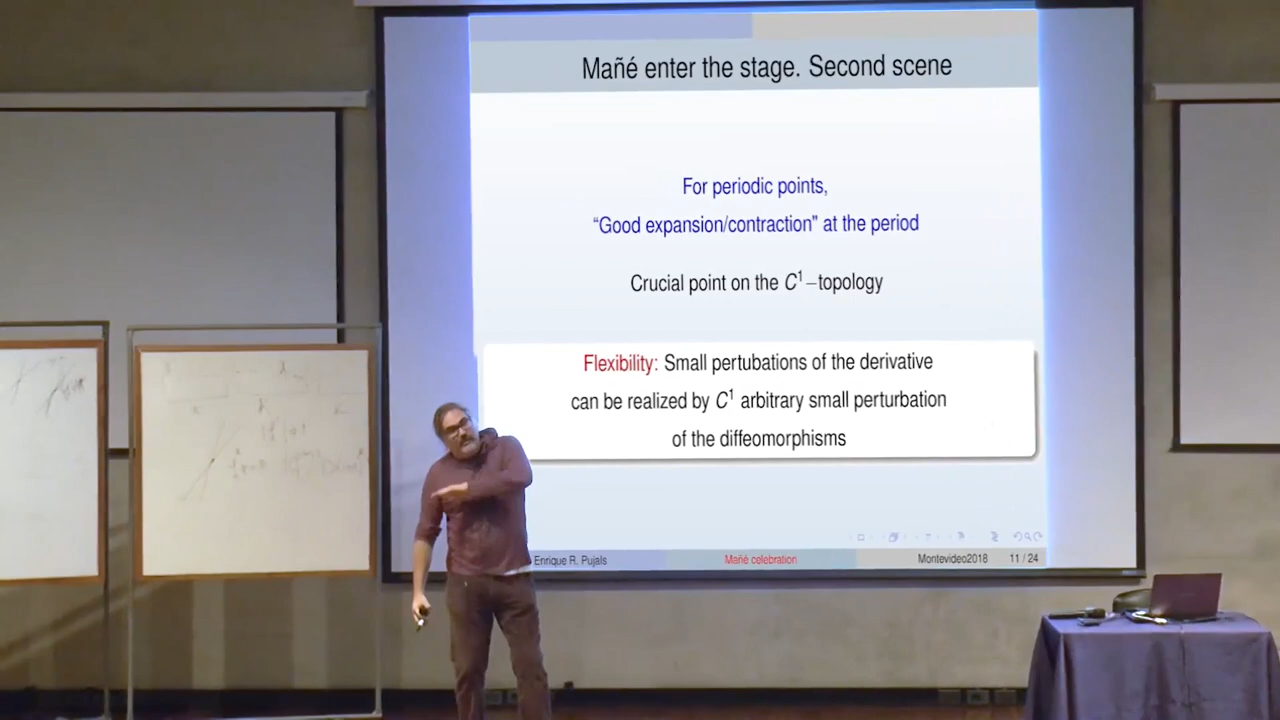 Mañé enter the stage. Second scene
For periodic points,
“Good expansion/contraction" at the period
Crucial point on the C¹–topology
Flexibility: Small pertubations of the derivative
can be realized by C¹ arbitrary small perturbation
of the diffeomorphisms
Enrique R. Pujals Mañé celebration Montevideo2018 11 / 24